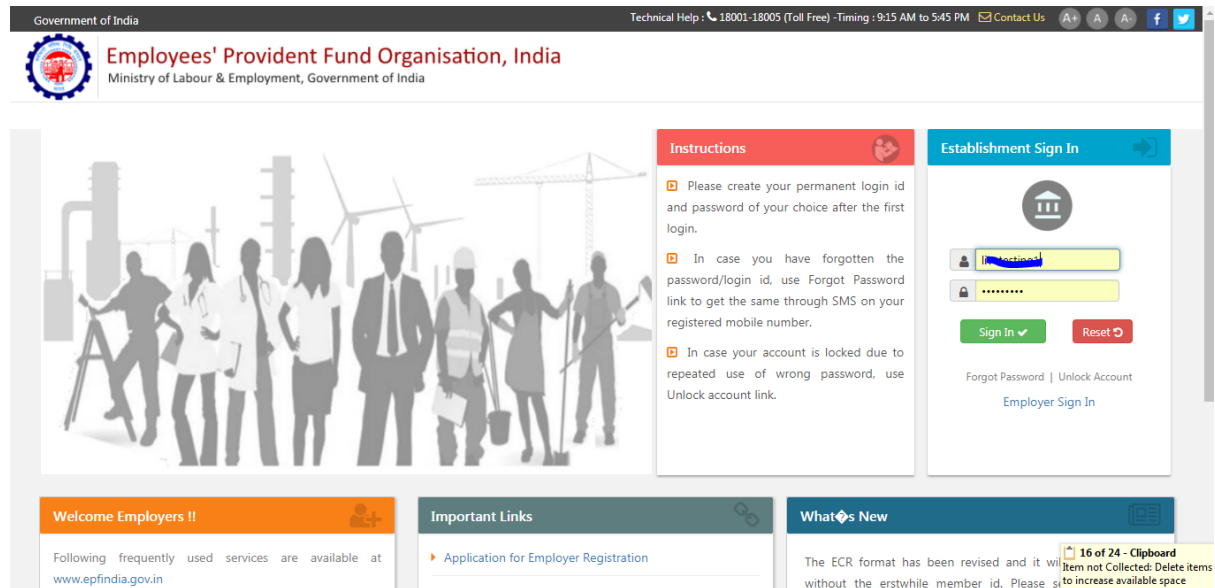 Government of India
Technical Help : 18001-18005 (Toll Free) -Timing : 9:15 AM to 5:45 PM Contact Us A+ A A-
Employees' Provident Fund Organisation, India
Ministry of Labour & Employment, Government of India
Instructions
Please create your permanent login id
and password of your choice after the first
login.
In case you have forgotten the
password/login id, use Forgot Password
link to get the same through SMS on your
registered mobile number.
In case your account is locked due to
repeated use of wrong password, use
Unlock account link.
Establishment Sign In
Sign In Reset
Forgot Password | Unlock Account
Employer Sign In
Welcome Employers !!
Following frequently used services are available at
www.epfindia.gov.in
Important Links
Application for Employer Registration
What�s New
The ECR format has been revised and it
without the erstwhile member id. Please
16 of 24 - Clipboard
Item not Collected: Delete items
to increase available space